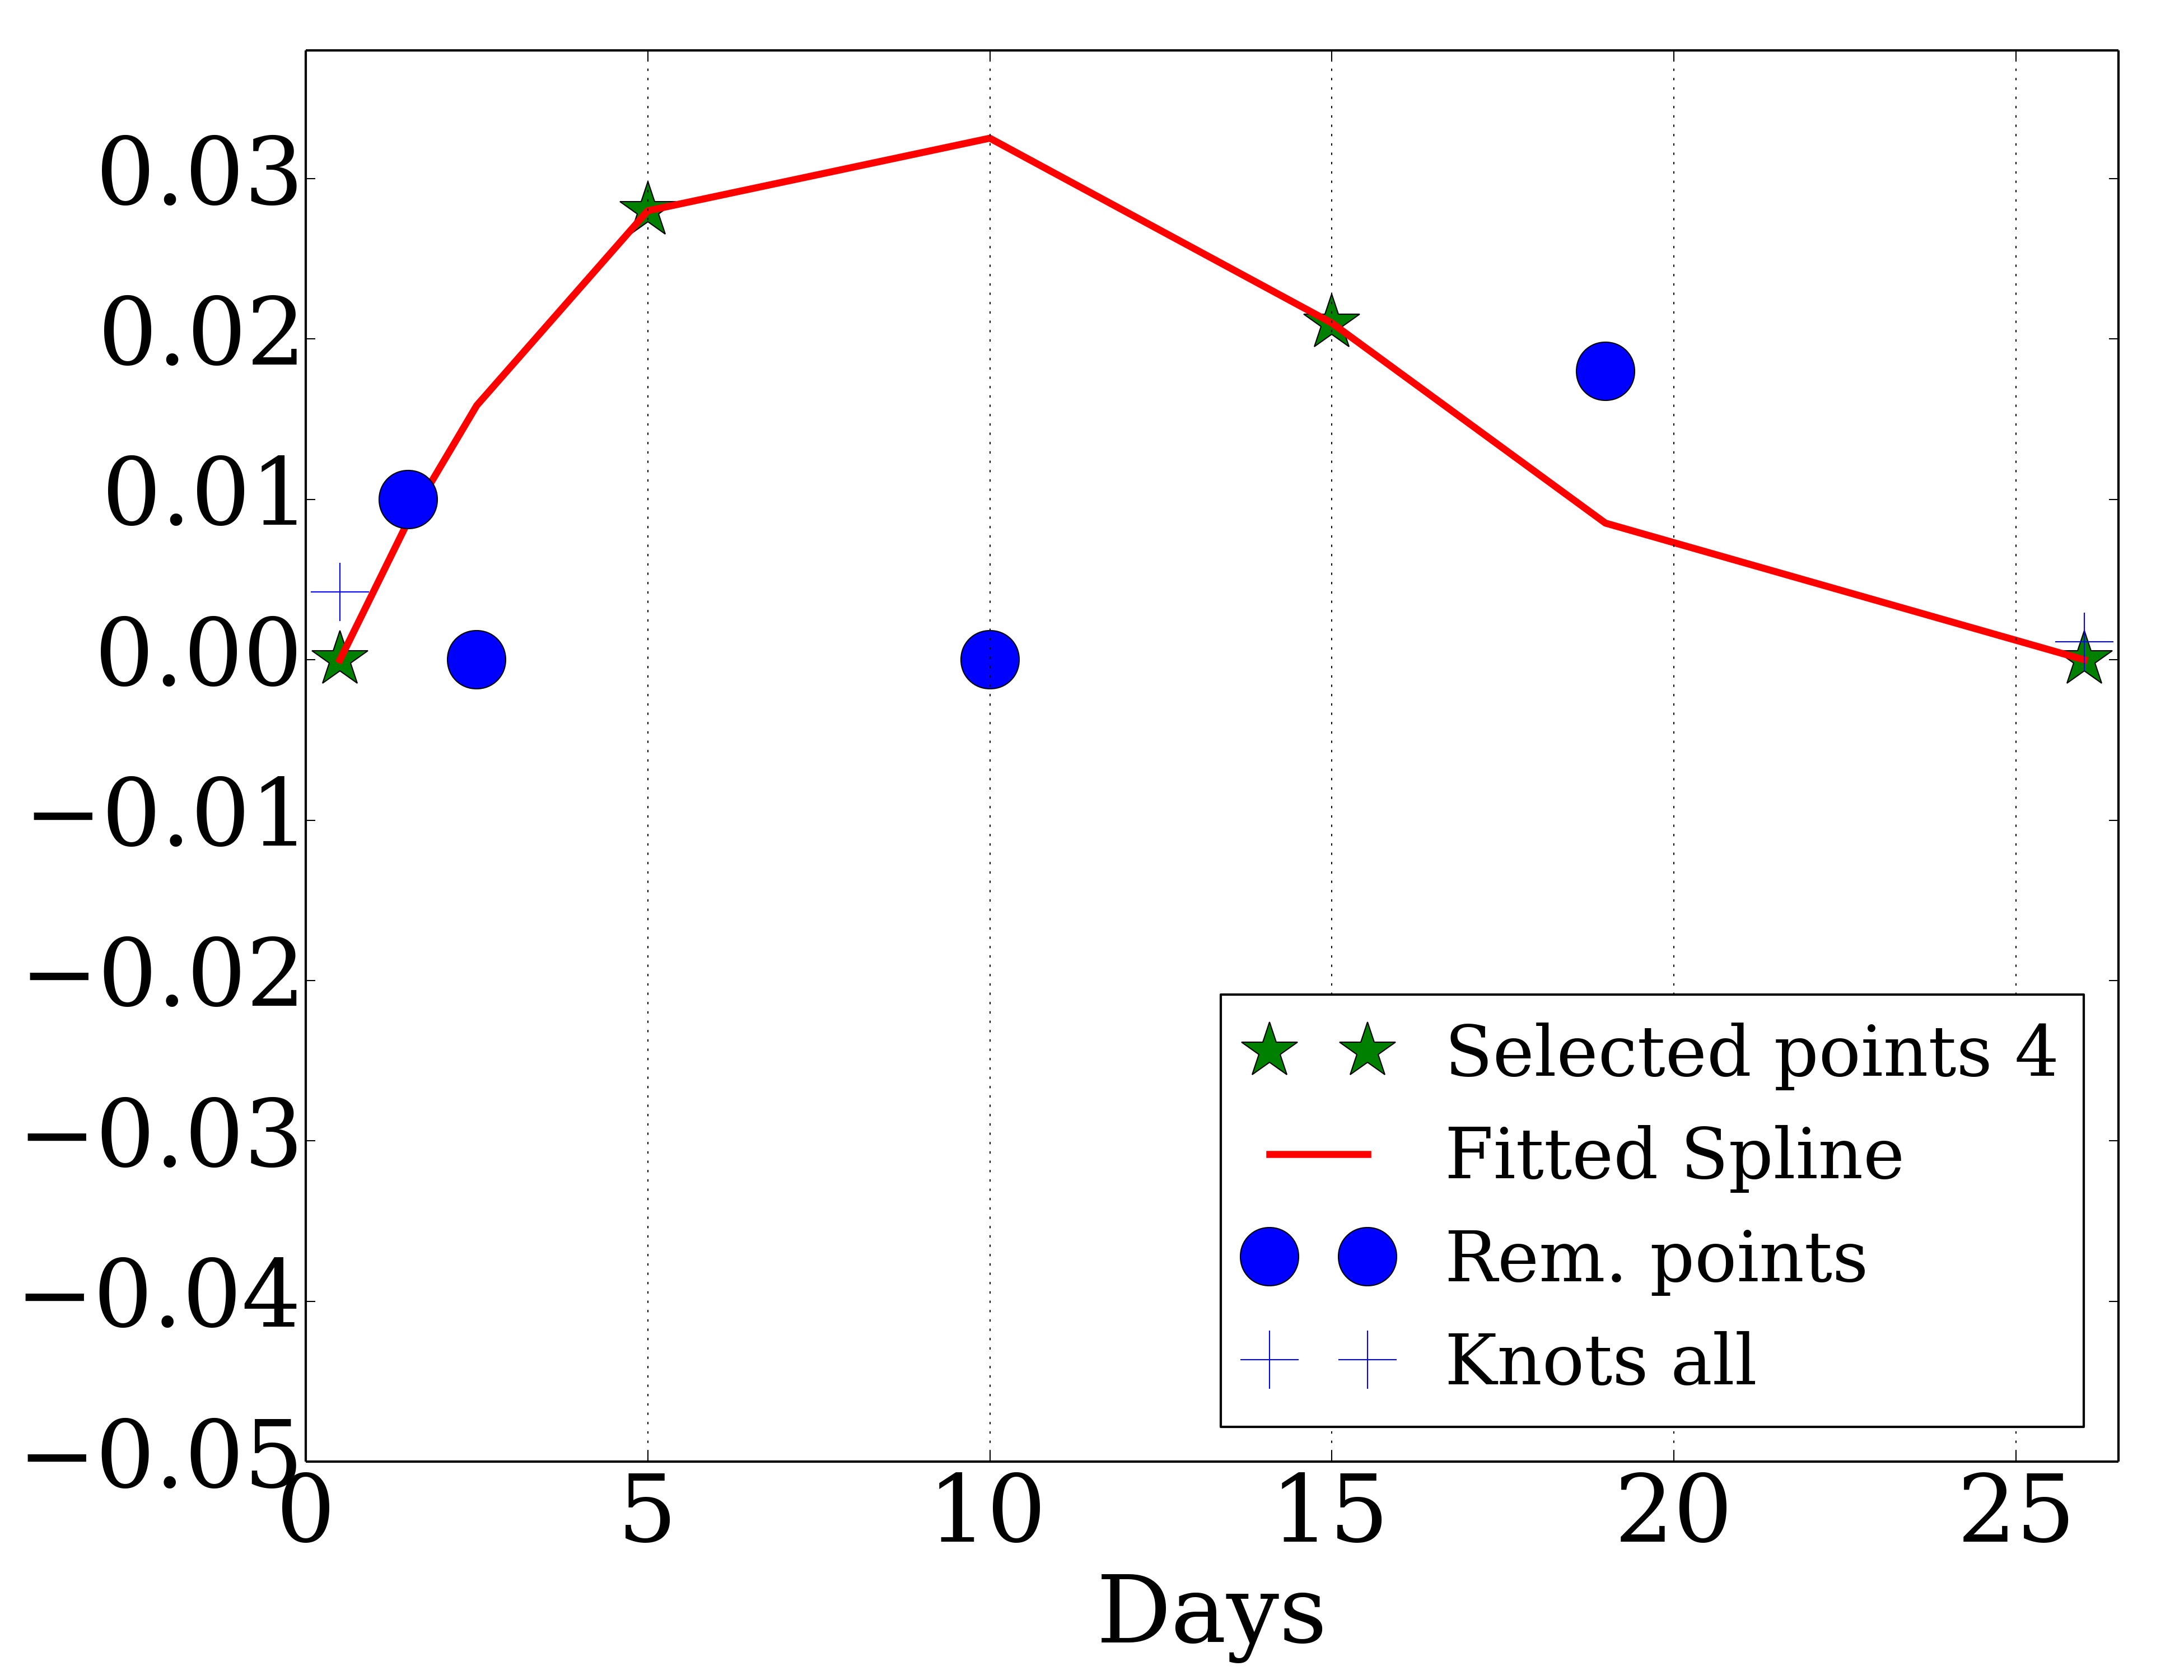 0.03
0.02
0.01
0.00
−0.01
−0.02
−0.03
−0.04
−0.05
Selected points 4
Fitted Spline
Rem. points
Knots all
0 5 10 15 20 25
Days